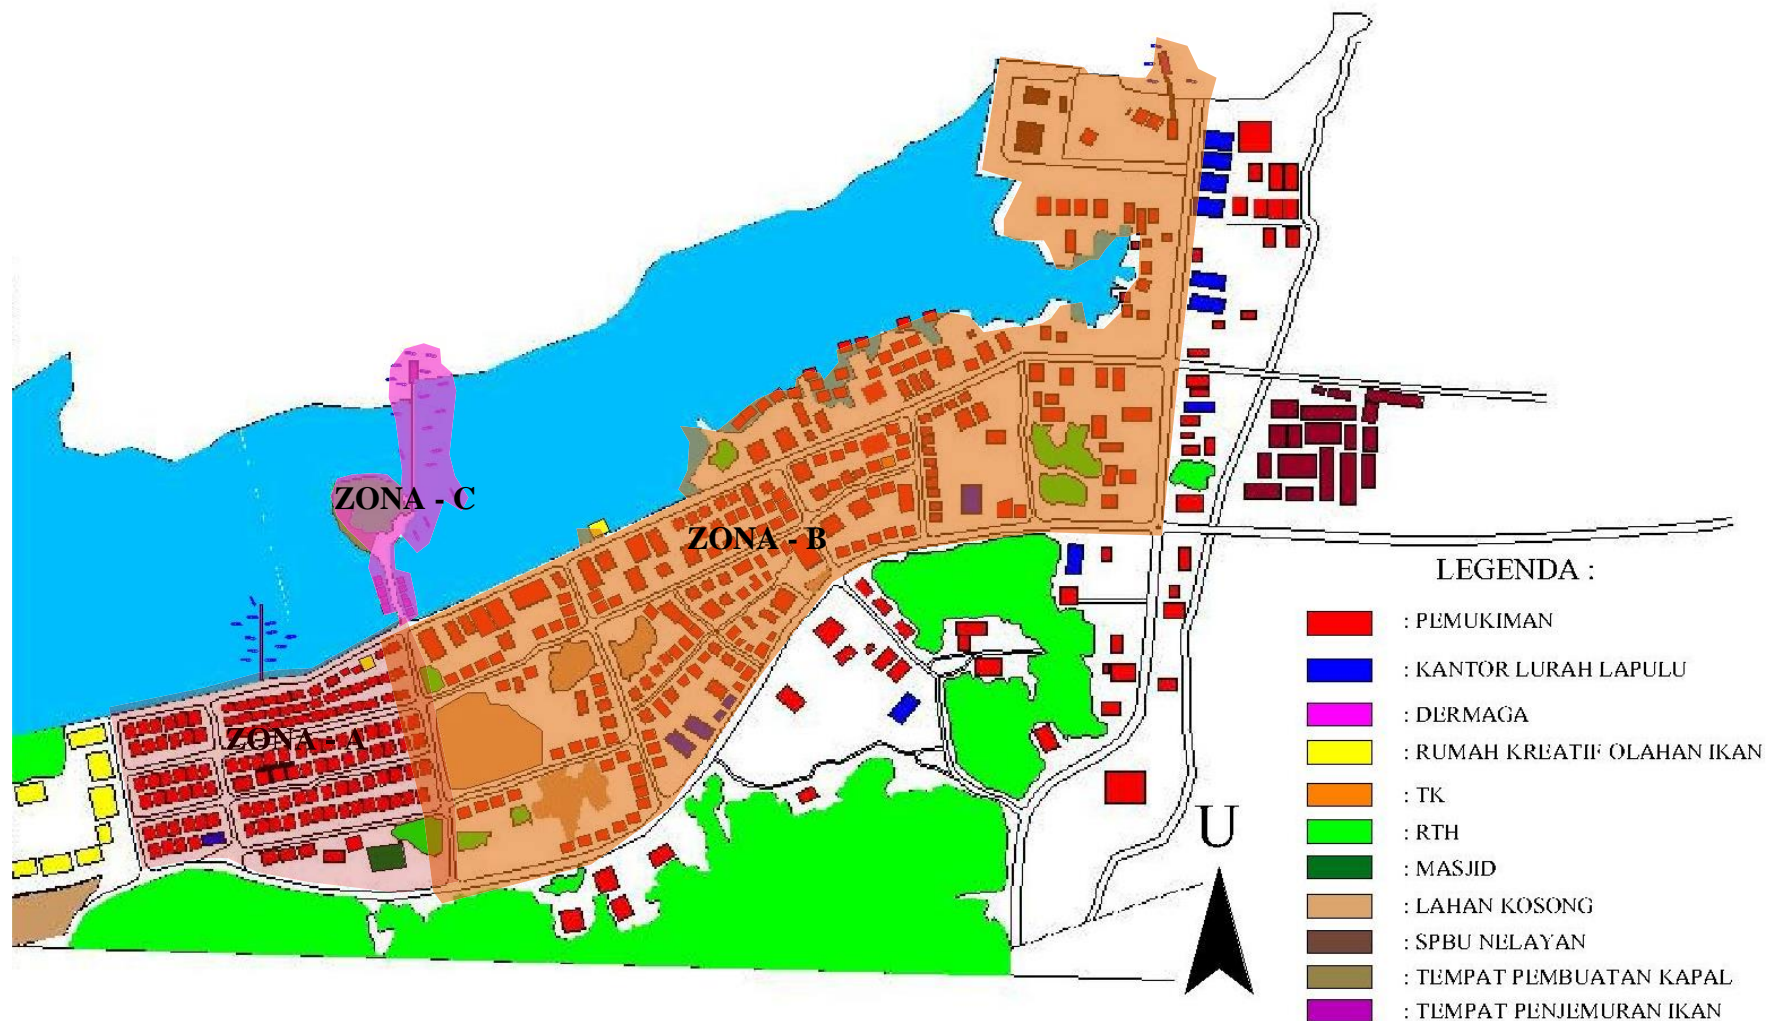 ZONA - C
ZONA - B
ZONA - A
U
LEGENDA :
: PEMUKIMAN
: KANTOR LURAH LAPULU
: DERMAGA
: RUMAH KREATIF OLAHAN IKAN
: TK
: RTH
: MASJID
: LAHAN KOSONG
: SPBU NELAYAN
: TEMPAT PEMBUATAN KAPAL
: TEMPAT PENJEMURAN IKAN